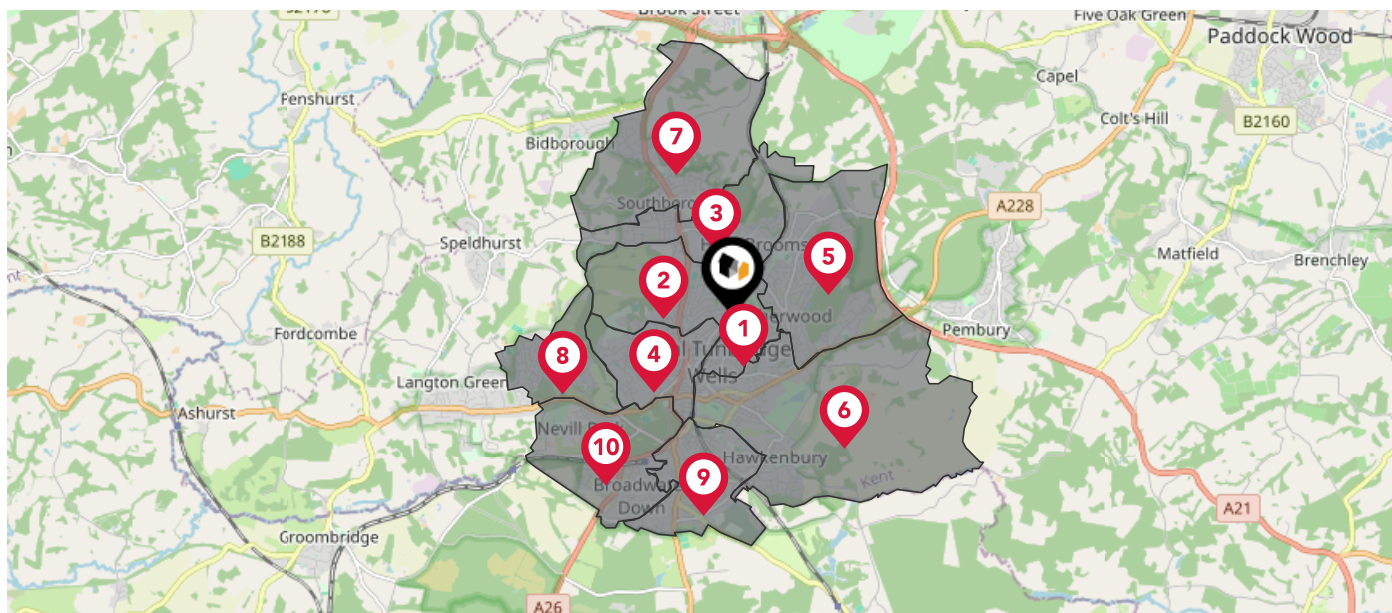 Brook Street
Five Oak Green
Paddock Wood
Capel
Fenshurst
Colt's Hill
B2160
7
Bidborough
A228
3
B2188
Speldhurst
Matfield
5
Brenchley
2
Fordcombe
Pembury
1
8
4
Wells
Langton Green
Ashurst
6
10
Hawkenbury
9
Kent
Down
A21
Groombridge
A26